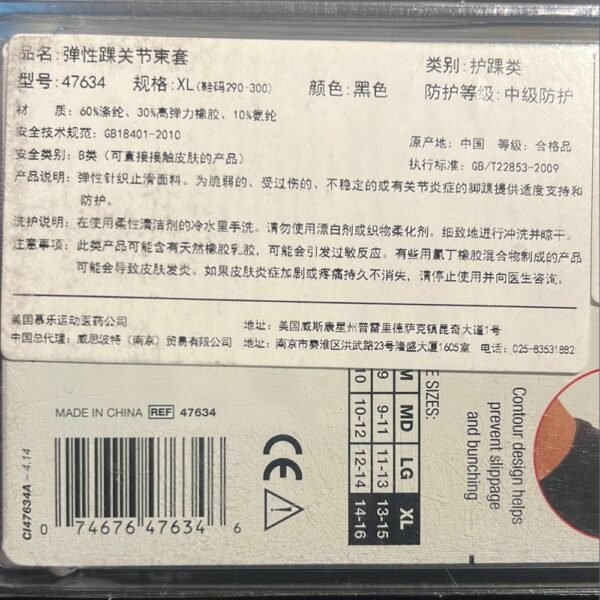 品名: 弹性踝关节束套
类别: 护踝类
型号: 47634 规格: XL (鞋码290-300) 颜色: 黑色
防护等级: 中级防护
材 质: 60%涤纶、30%高弹力橡胶、10%氨纶
安全技术规范: GB18401-2010
原产地: 中国 等级: 合格品
安全类别: B类 (可直接接触皮肤的产品)
执行标准: GB/T22853-2009
产品说明: 弹性针织止滑面料。为脆弱的、受过伤的、不稳定的或有关节炎症的脚踝提供适度支持和
防护。
洗护说明: 在使用柔性清洁剂的冷水里手洗。请勿使用漂白剂或织物柔化剂。细致地进行冲洗并晾干。
注意事项: 此类产品可能含有天然橡胶乳胶, 可能会引发过敏反应。有些用氯丁橡胶混合物制成的产品
可能会导致皮肤发炎。如果皮肤炎症加剧或疼痛持久不消失, 请停止使用并向医生咨询。
美国慕乐运动医药公司 地址: 美国威斯康星州普雷里德萨克镇昆奇大道1号
中国总代理: 威思波特 (南京) 贸易有限公司 地址: 南京市秦淮区洪武路23号隆盛大厦1605室 电话: 025-83531882
MADE IN CHINA REF 47634
CI47634A – 4.14
0 74676 47634 6
CE
E SIZES:
M MD LG XL
9 9-11 11-13 13-15
10 10-12 12-14 14-16
Contour design helps
prevent slippage
and bunching